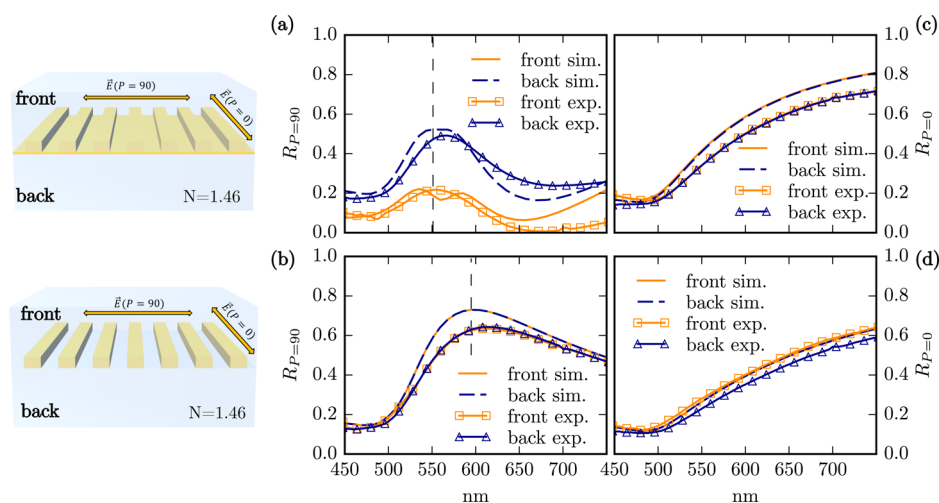 (a)
(c)
front
E⃗(P = 90)
E⃗(P = 0)
back
N=1.46
R_{P=90}
1.0
0.8
0.6
0.4
0.2
0.0
front sim.
back sim.
front exp.
back exp.
front sim.
back sim.
front exp.
back exp.
1.0
0.8
0.6
0.4
0.2
0.0
R_{P=0}
(b)
(d)
front
E⃗(P = 90)
E⃗(P = 0)
back
N=1.46
R_{P=90}
1.0
0.8
0.6
0.4
0.2
0.0
front sim.
back sim.
front exp.
back exp.
front sim.
back sim.
front exp.
back exp.
1.0
0.8
0.6
0.4
0.2
0.0
R_{P=0}
450 500 550 600 650 700 450 500 550 600 650 700
nm nm